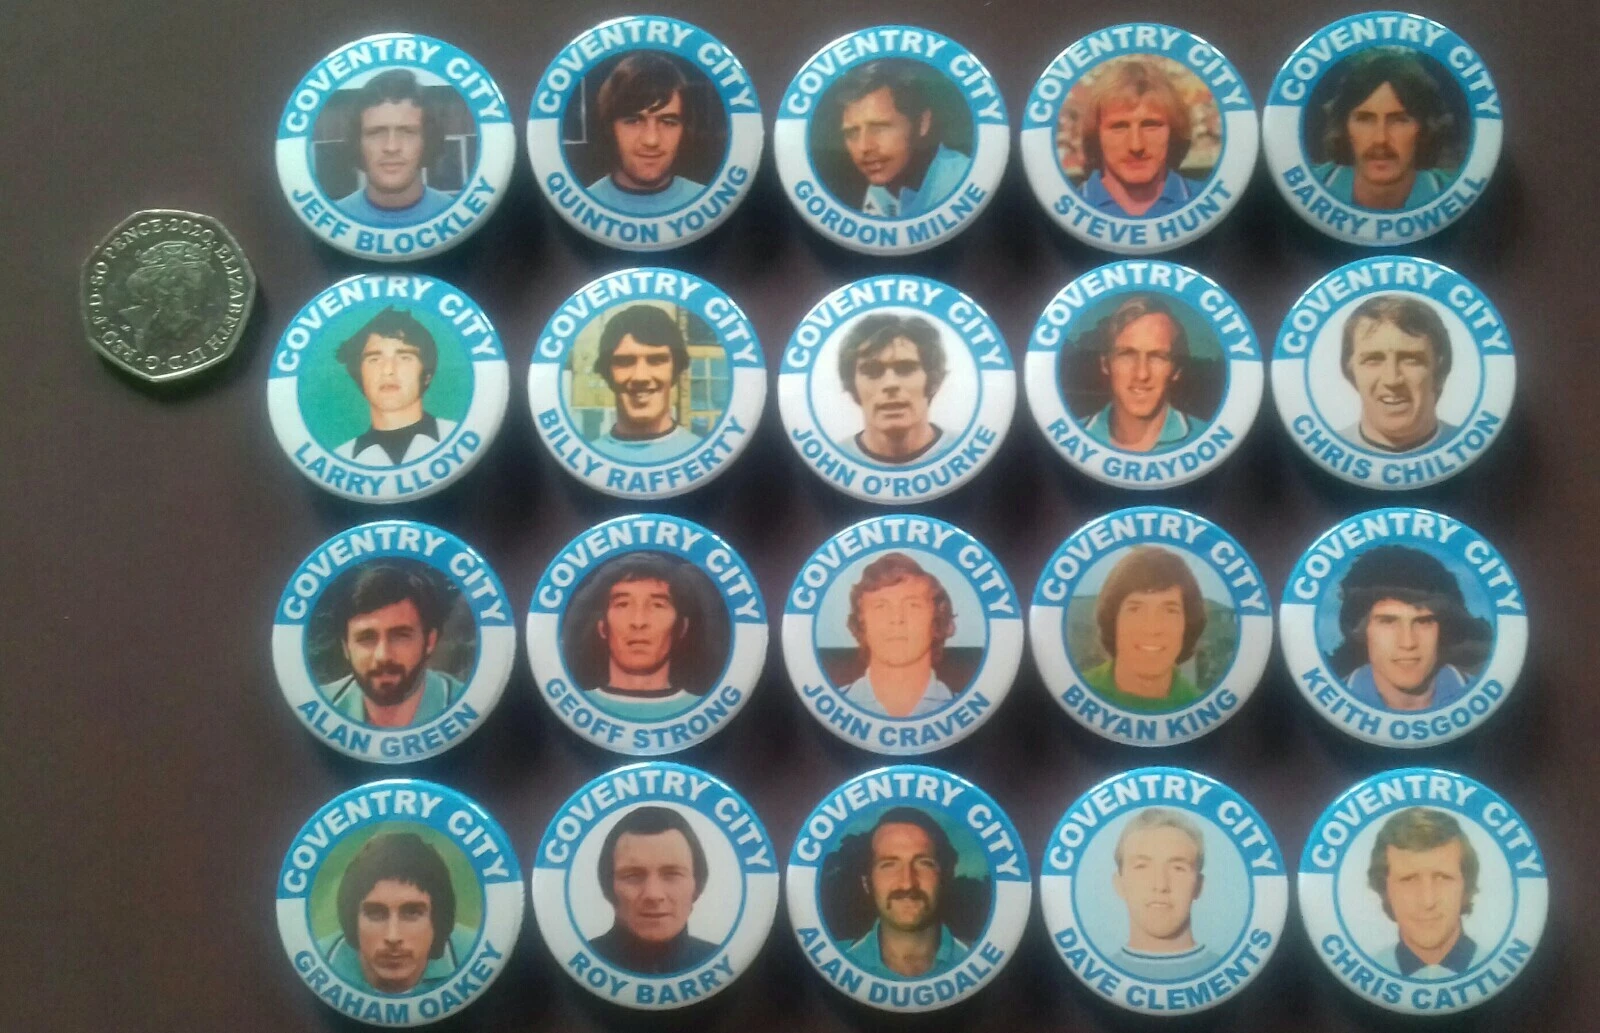 COVENTRY CITY
JEFF BLOCKLEY
COVENTRY CITY
QUINTON YOUNG
COVENTRY CITY
GORDON MILNE
COVENTRY CITY
STEVE HUNT
COVENTRY CITY
BARRY POWELL
ELIZABETH II·D·G·REG·F·D·50 PENCE·2020·
COVENTRY CITY
LARRY LLOYD
COVENTRY CITY
BILLY RAFFERTY
COVENTRY CITY
JOHN O'ROURKE
COVENTRY CITY
RAY GRAYDON
COVENTRY CITY
CHRIS CHILTON
COVENTRY CITY
ALAN GREEN
COVENTRY CITY
GEOFF STRONG
COVENTRY CITY
JOHN CRAVEN
COVENTRY CITY
BRYAN KING
COVENTRY CITY
KEITH OSGOOD
COVENTRY CITY
GRAHAM OAKEY
COVENTRY CITY
ROY BARRY
COVENTRY CITY
ALAN DUGDALE
COVENTRY CITY
DAVE CLEMENTS
COVENTRY CITY
CHRIS CATTLIN